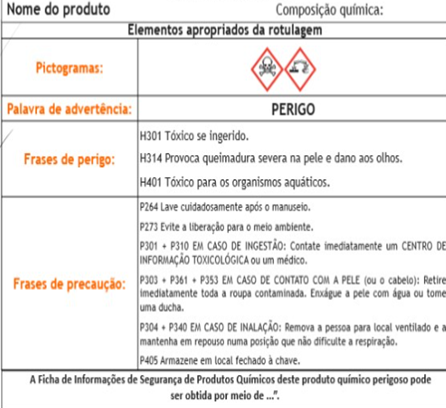 Nome do produto Composição química:
Elementos apropriados da rotulagem
Pictogramas:
Palavra de advertência: PERIGO
Frases de perigo:
H301 Tóxico se ingerido.
H314 Provoca queimadura severa na pele e dano aos olhos.
H401 Tóxico para os organismos aquáticos.
Frases de precaução:
P264 Lave cuidadosamente após o manuseio.
P273 Evite a liberação para o meio ambiente.
P301 + P310 EM CASO DE INGESTÃO: Contate imediatamente um CENTRO DE
INFORMAÇÃO TOXICOLÓGICA ou um médico.
P303 + P361 + P353 EM CASO DE CONTATO COM A PELE (ou o cabelo): Retire
imediatamente toda a roupa contaminada. Enxágue a pele com água ou tome
uma ducha.
P304 + P340 EM CASO DE INALAÇÃO: Remova a pessoa para local ventilado e a
mantenha em repouso numa posição que não dificulte a respiração.
P405 Armazene em local fechado à chave.
A Ficha de Informações de Segurança de Produtos Químicos deste produto químico perigoso pode
ser obtida por meio de ...".